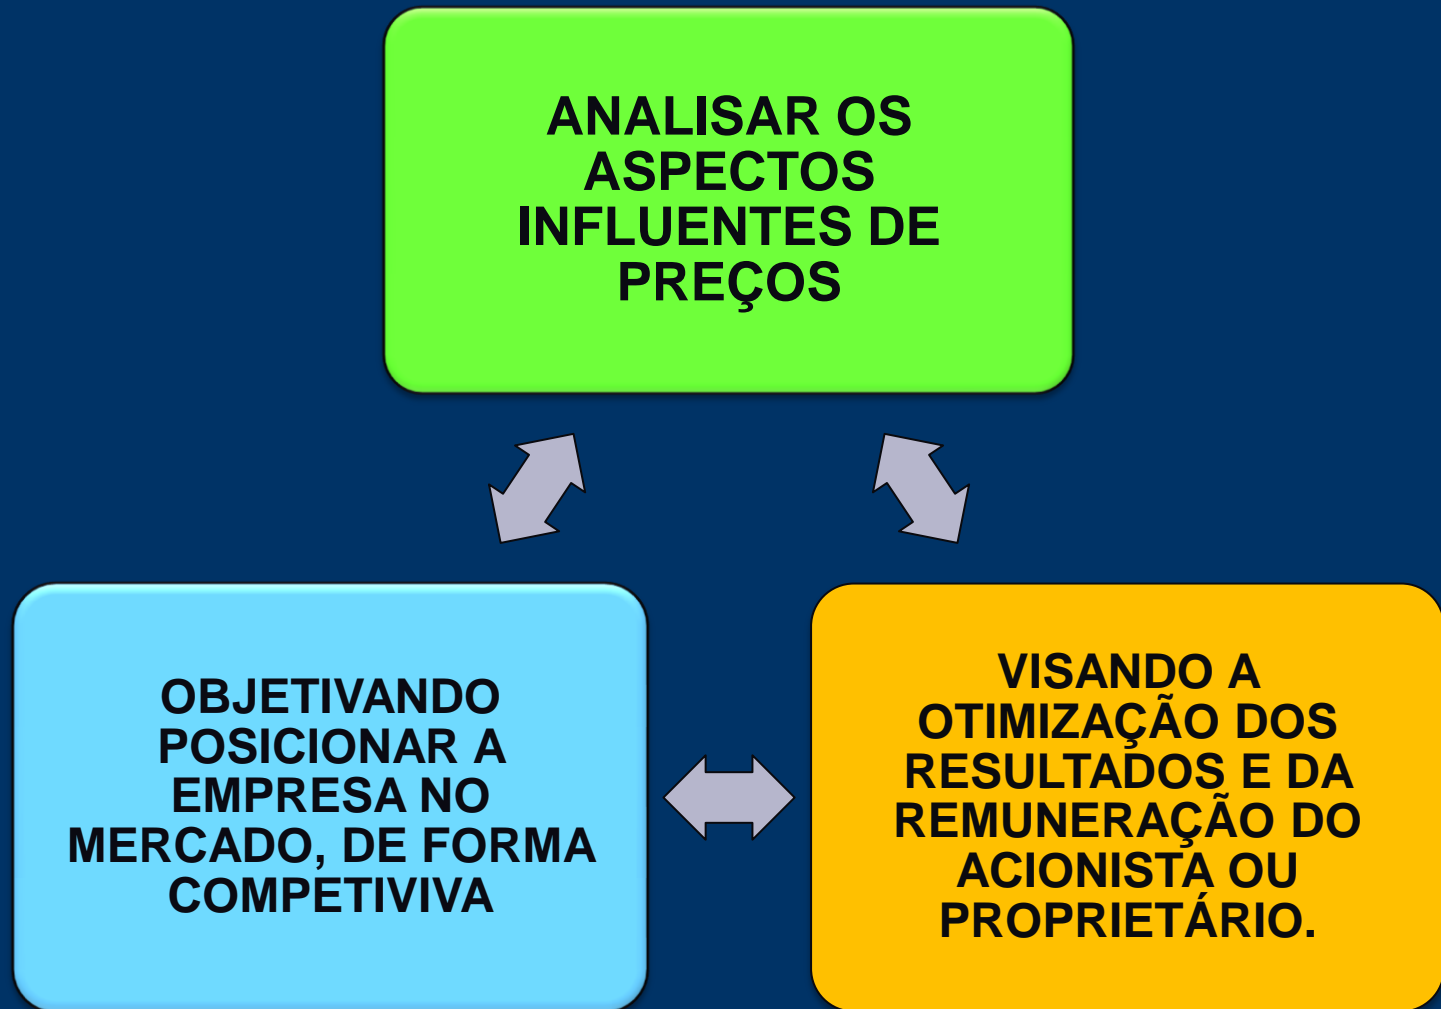 ANALISAR OS
ASPECTOS
INFLUENTES DE
PREÇOS
OBJETIVANDO
POSICIONAR A
EMPRESA NO
MERCADO, DE FORMA
COMPETIVIVA
VISANDO A
OTIMIZAÇÃO DOS
RESULTADOS E DA
REMUNERAÇÃO DO
ACIONISTA OU
PROPRIETÁRIO.